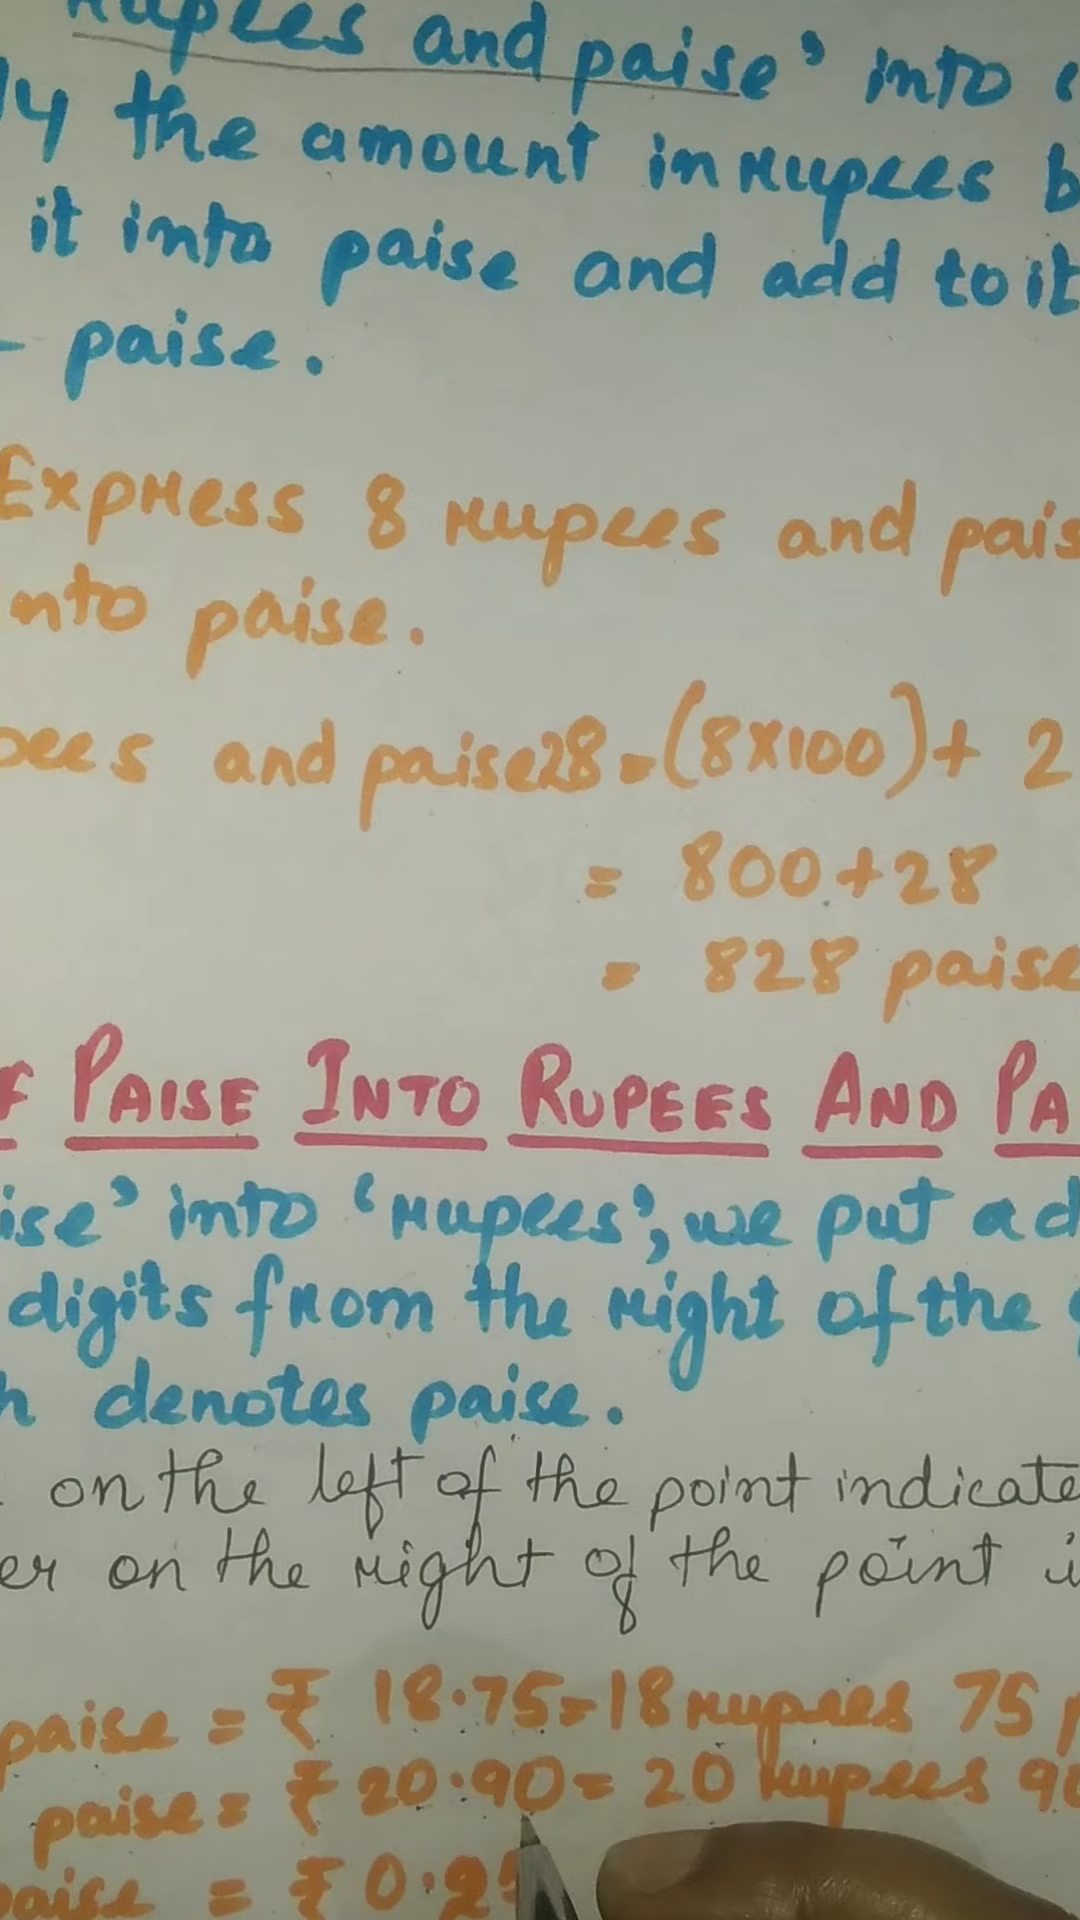 Rupees and paise' into '
ly the amount in rupees b
it into paise and add to it
paise.
Express 8 rupees and pais
into paise.
pees and paise28=(8x100)+ 2
= 800+28
= 828 paise
F PAISE INTO RUPEES AND PA
ise' into 'rupees', we put a d
digits from the right of the
h denotes paise.
on the left of the point indicate
er on the right of the point i
paise = ₹ 18.75=18 rupees 75 p
paise= ₹ 20.90= 20 rupees 90
paise = ₹ 0.2